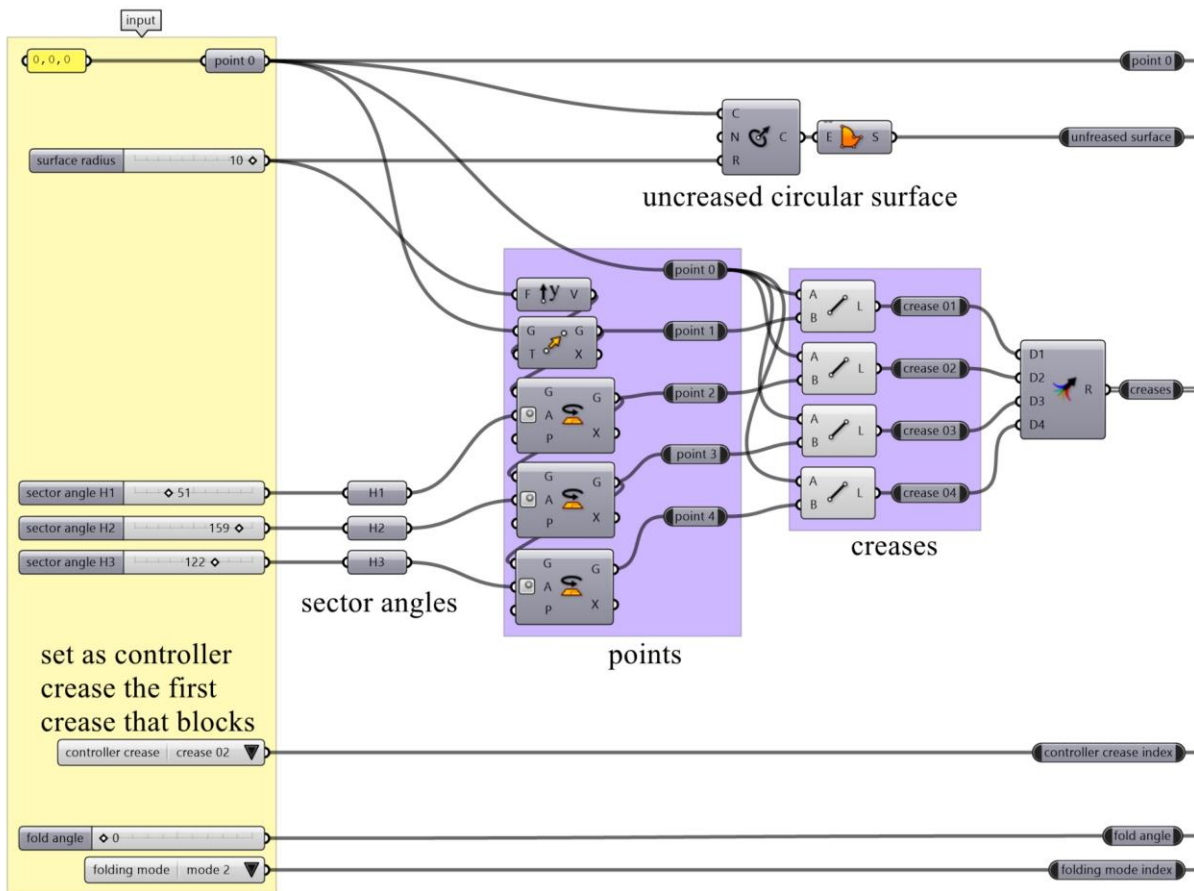 input
0,0,0
point 0
point 0
C
N
R
C
E
S
unfreased surface
surface radius
10
uncreased circular surface
point 0
F
y
V
G
T
G
X
point 1
G
A
P
G
X
point 2
G
A
P
G
X
point 3
G
A
P
G
X
point 4
A
B
L
crease 01
A
B
L
crease 02
A
B
L
crease 03
A
B
L
crease 04
D1
D2
D3
D4
R
creases
sector angle H1
51
H1
sector angle H2
159
H2
sector angle H3
122
H3
sector angles
points
creases
set as controller
crease the first
crease that blocks
controller crease crease 02
controller crease index
fold angle
0
fold angle
folding mode mode 2
folding mode index